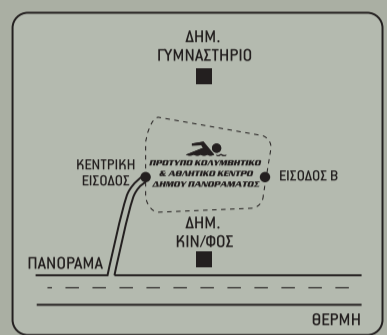 ΔΗΜ.
ΓΥΜΝΑΣΤΗΡΙΟ
ΠΡΟΤΥΠΟ ΚΟΛΥΜΒΗΤΙΚΟ
& ΑΘΛΗΤΙΚΟ ΚΕΝΤΡΟ
ΔΗΜΟΥ ΠΑΝΟΡΑΜΑΤΟΣ
ΚΕΝΤΡΙΚΗ
ΕΙΣΟΔΟΣ
ΕΙΣΟΔΟΣ Β
ΔΗΜ.
ΚΙΝ/ΦΟΣ
ΠΑΝΟΡΑΜΑ
ΘΕΡΜΗ